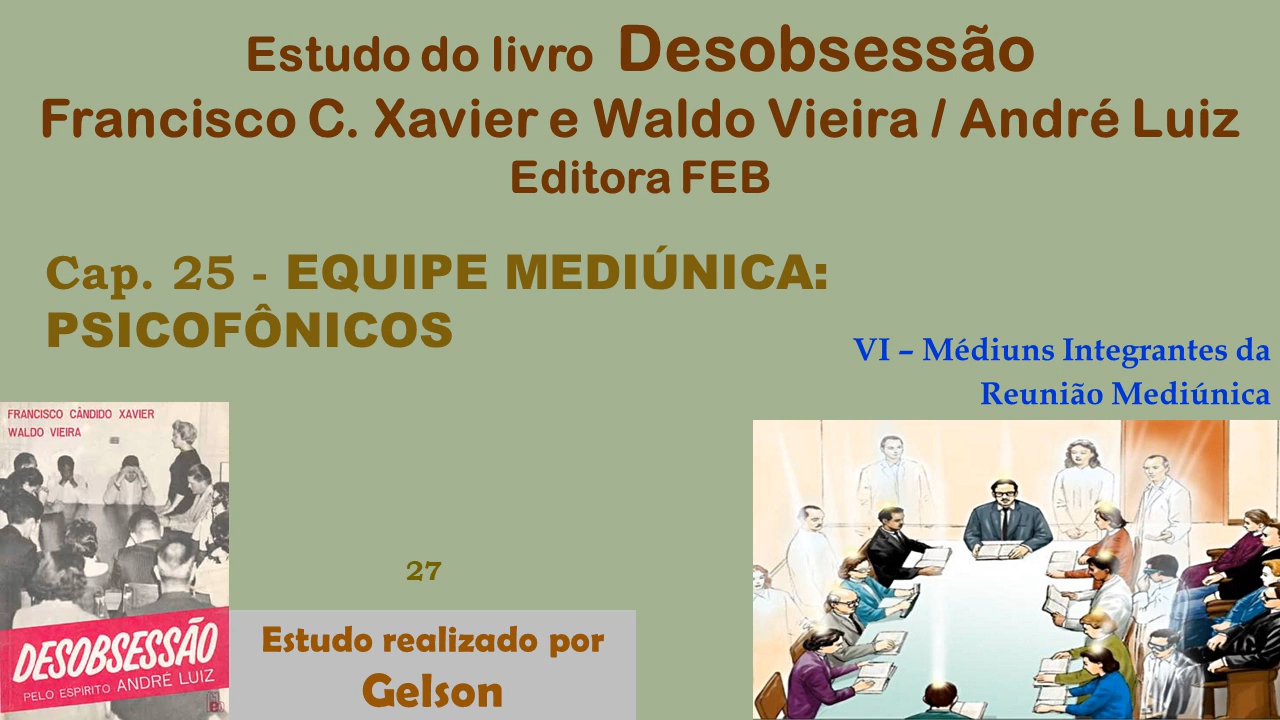 Estudo do livro Desobsessão
Francisco C. Xavier e Waldo Vieira / André Luiz
Editora FEB
Cap. 25 - EQUIPE MEDIÚNICA:
PSICOFÔNICOS
VI – Médiuns Integrantes da
Reunião Mediúnica
FRANCISCO CÂNDIDO XAVIER
WALDO VIEIRA
DESOBSESSÃO
PELO ESPÍRITO ANDRÉ LUIZ
27
Estudo realizado por
Gelson